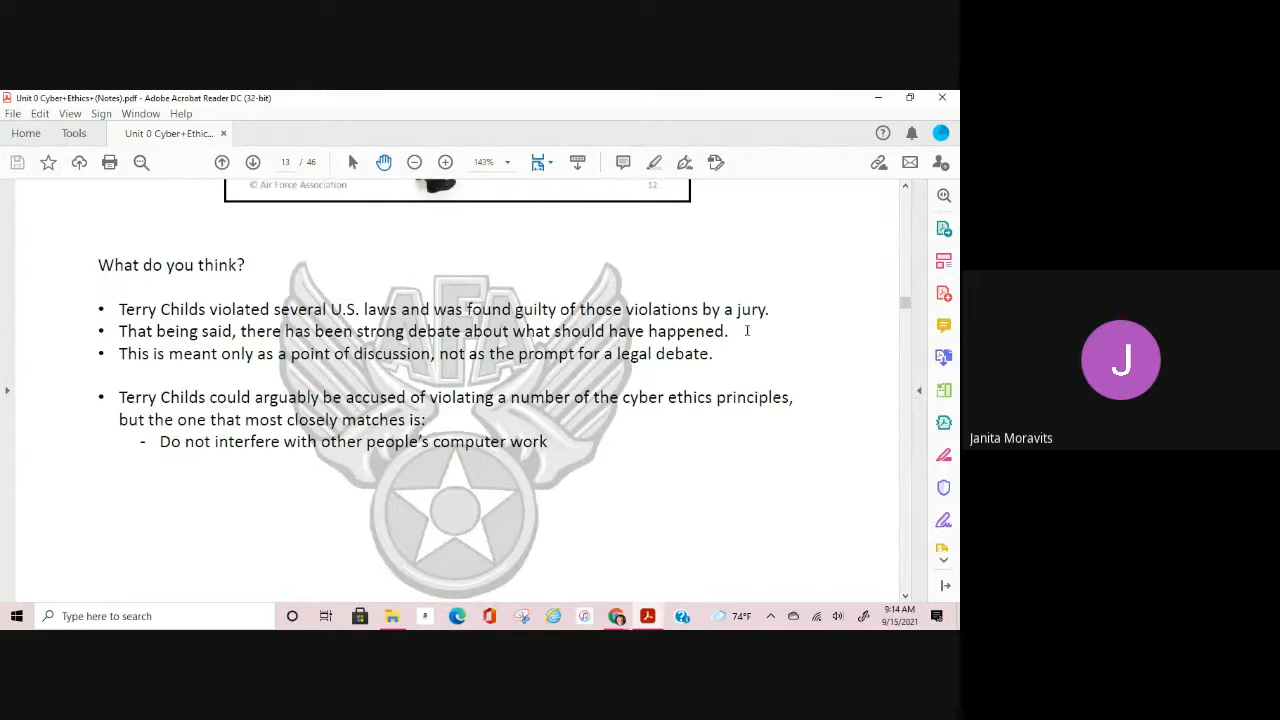 Unit 0 Cyber+Ethics+(Notes).pdf - Adobe Acrobat Reader DC (32-bit)
File Edit View Sign Window Help
Home Tools Unit 0 Cyber+Ethic... ×
13 / 46 143%
© Air Force Association 12
What do you think?
• Terry Childs violated several U.S. laws and was found guilty of those violations by a jury.
• That being said, there has been strong debate about what should have happened.
• This is meant only as a point of discussion, not as the prompt for a legal debate.
• Terry Childs could arguably be accused of violating a number of the cyber ethics principles,
but the one that most closely matches is:
- Do not interfere with other people's computer work
AFA
J
Janita Moravits
Type here to search
a
74°F
9:14 AM
9/15/2021